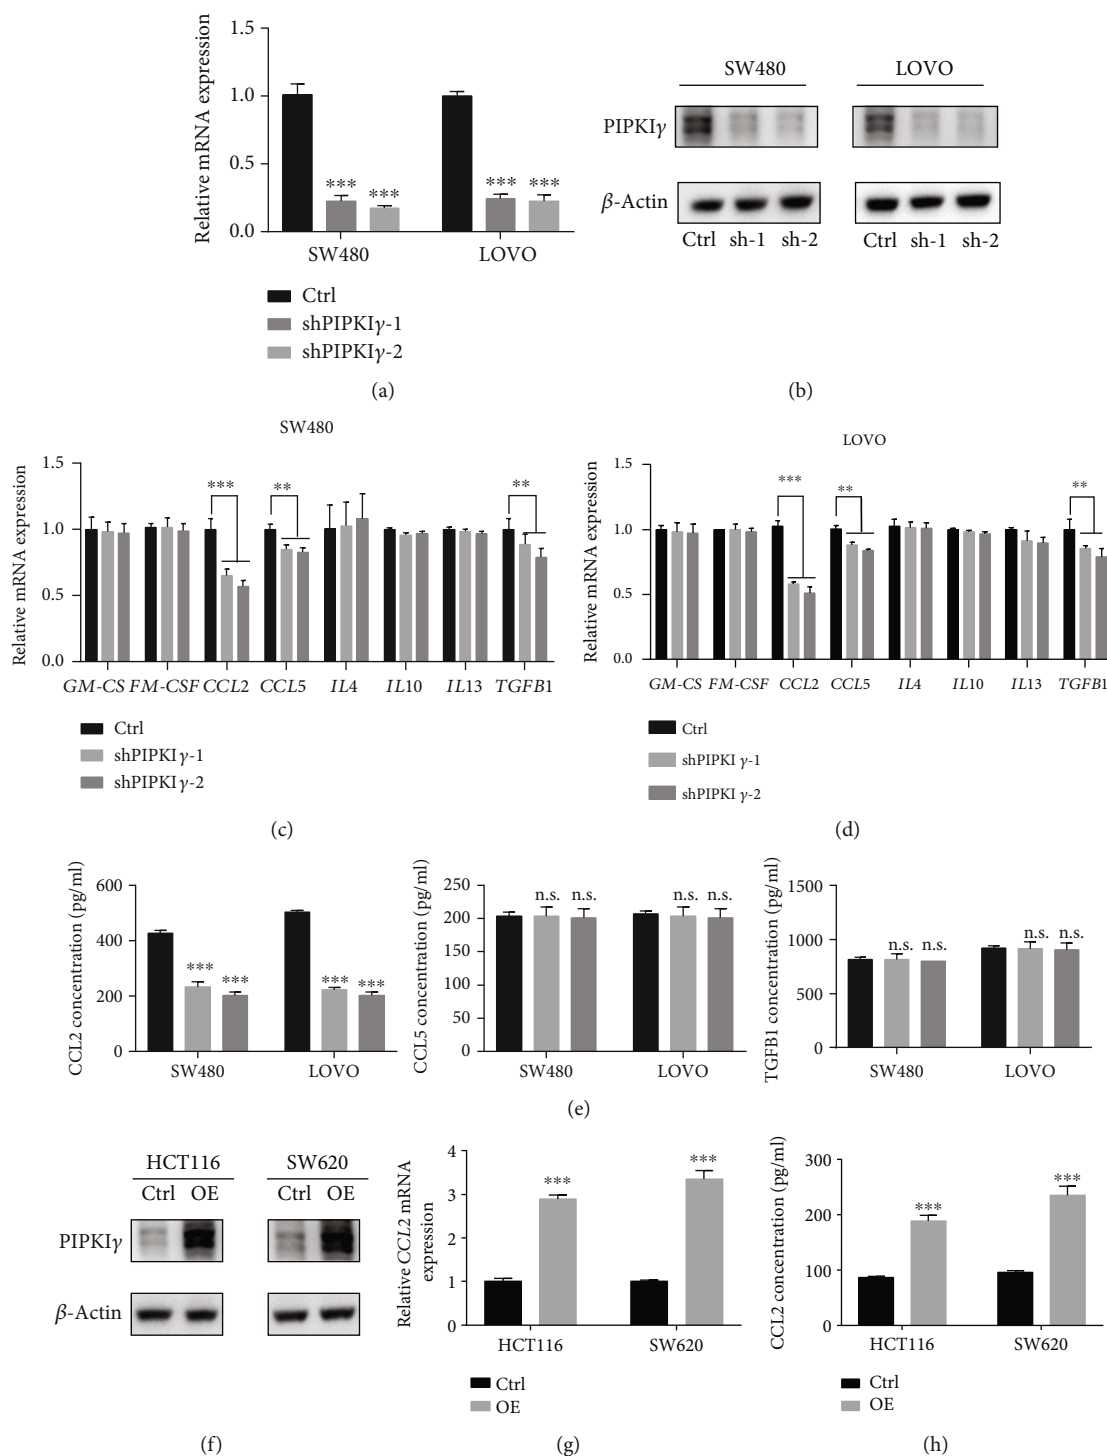 Relative mRNA expression
1.5
1.0
0.5
0.0
*** *** *** ***
SW480 LOVO
Ctrl
shPIPKIγ-1
shPIPKIγ-2
(a)
SW480 LOVO
PIPKIγ
β-Actin
Ctrl sh-1 sh-2 Ctrl sh-1 sh-2
(b)
SW480
Relative mRNA expression
1.5
1.0
0.5
0.0
*** ** **
GM-CS FM-CSF CCL2 CCL5 IL4 IL10 IL13 TGFB1
Ctrl
shPIPKIγ-1
shPIPKIγ-2
(c)
LOVO
Relative mRNA expression
1.5
1.0
0.5
0.0
*** ** **
GM-CS FM-CSF CCL2 CCL5 IL4 IL10 IL13 TGFB1
Ctrl
shPIPKI γ-1
shPIPKI γ-2
(d)
CCL2 concentration (pg/ml)
600
400
200
0
*** *** *** ***
SW480 LOVO
CCL5 concentration (pg/ml)
250
200
150
100
50
0
n.s. n.s. n.s. n.s.
SW480 LOVO
TGFB1 concentration (pg/ml)
1500
1000
500
0
n.s. n.s. n.s. n.s.
SW480 LOVO
(e)
HCT116 SW620
Ctrl OE Ctrl OE
PIPKIγ
β-Actin
(f)
Relative CCL2 mRNA
expression
4
3
2
1
0
*** ***
HCT116 SW620
Ctrl
OE
(g)
CCL2 concentration (pg/ml)
300
200
100
0
*** ***
HCT116 SW620
Ctrl
OE
(h)